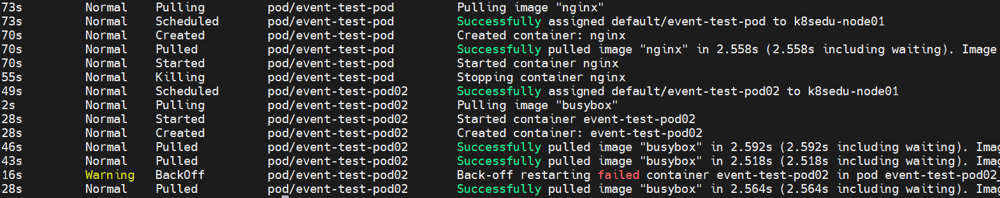 73s Normal Pulling pod/event-test-pod Pulling image "nginx"
73s Normal Scheduled pod/event-test-pod Successfully assigned default/event-test-pod to k8sedu-node01
70s Normal Created pod/event-test-pod Created container: nginx
70s Normal Pulled pod/event-test-pod Successfully pulled image "nginx" in 2.558s (2.558s including waiting). Image
70s Normal Started pod/event-test-pod Started container nginx
55s Normal Killing pod/event-test-pod Stopping container nginx
49s Normal Scheduled pod/event-test-pod02 Successfully assigned default/event-test-pod02 to k8sedu-node01
2s Normal Pulling pod/event-test-pod02 Pulling image "busybox"
28s Normal Started pod/event-test-pod02 Started container event-test-pod02
28s Normal Created pod/event-test-pod02 Created container: event-test-pod02
46s Normal Pulled pod/event-test-pod02 Successfully pulled image "busybox" in 2.592s (2.592s including waiting). Imag
43s Normal Pulled pod/event-test-pod02 Successfully pulled image "busybox" in 2.518s (2.518s including waiting). Imag
16s Warning BackOff pod/event-test-pod02 Back-off restarting failed container event-test-pod02 in pod event-test-pod02_
28s Normal Pulled pod/event-test-pod02 Successfully pulled image "busybox" in 2.564s (2.564s including waiting). Imag